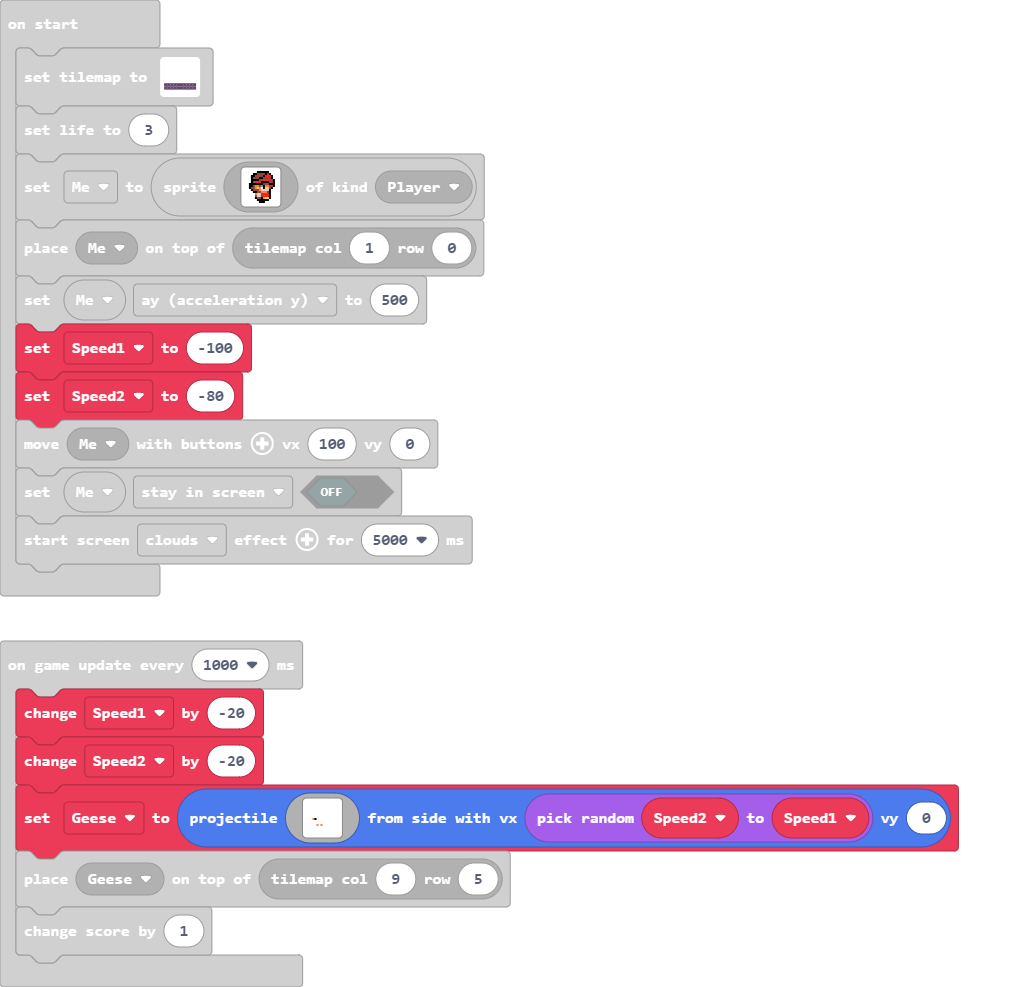 on start
set tilemap to
set life to 3
set Me to sprite of kind Player
place Me on top of tilemap col 1 row 0
set Me ay (acceleration y) to 500
set Speed1 to -100
set Speed2 to -80
move Me with buttons vx 100 vy 0
set Me stay in screen OFF
start screen clouds effect for 5000 ms
on game update every 1000 ms
change Speed1 by -20
change Speed2 by -20
set Geese to projectile from side with vx pick random Speed2 to Speed1 vy 0
place Geese on top of tilemap col 9 row 5
change score by 1